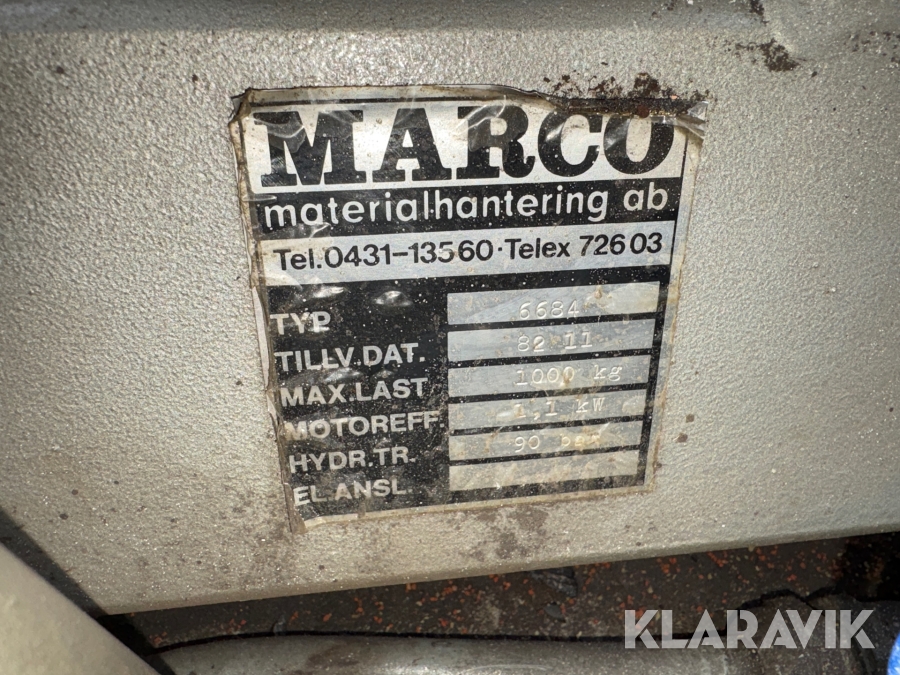 MARCO
materialhantering ab
Tel.0431-13560·Telex 72603
TYP 6684
TILLV.DAT. 82 11
MAX.LAST 1000 kg
MOTOREFF. 1,1 kW
HYDR.TR. 90
EL.ANSL.
KLARAVIK